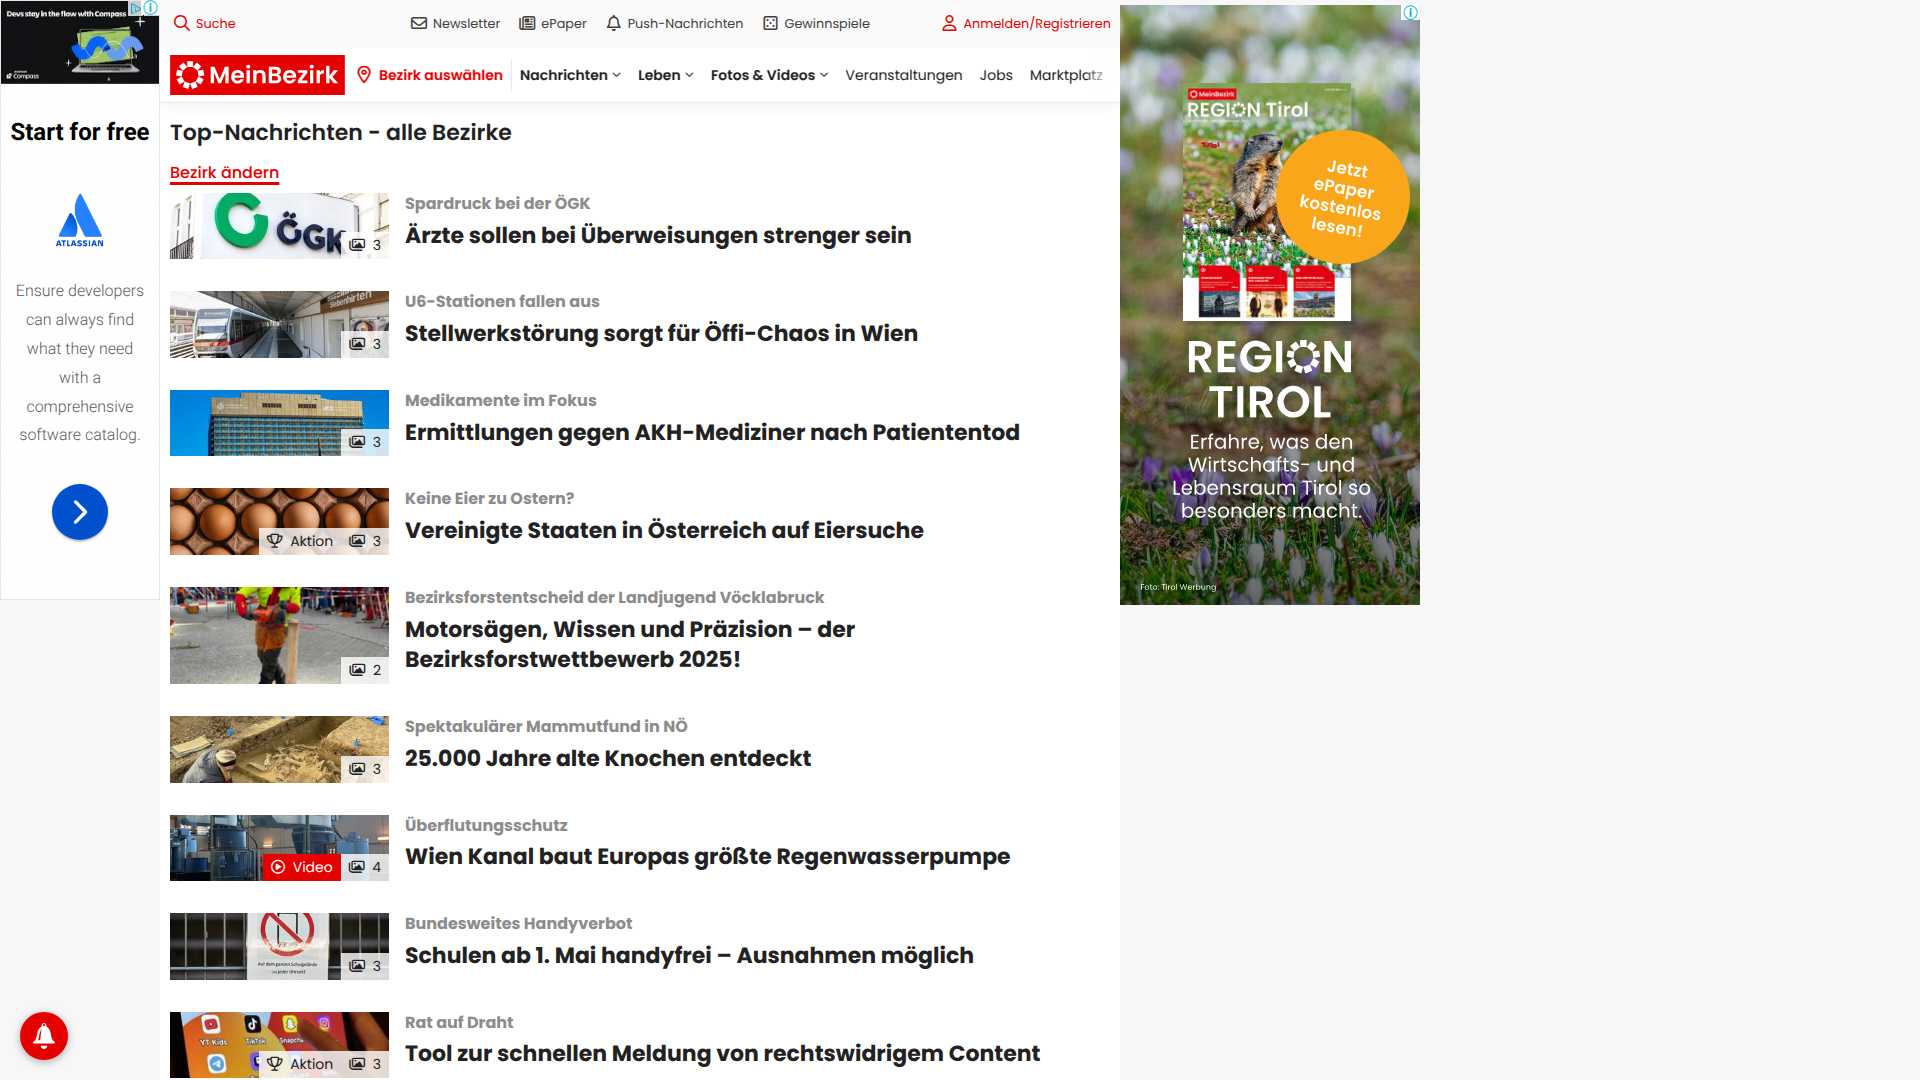 Devs stay in the flow with Compass
Compass
Start for free
ATLASSIAN
Ensure developers
can always find
what they need
with a
comprehensive
software catalog.
Suche
Newsletter
ePaper
Push-Nachrichten
Gewinnspiele
Anmelden/Registrieren
MeinBezirk
Bezirk auswählen
Nachrichten
Leben
Fotos & Videos
Veranstaltungen
Jobs
Marktplatz
Top-Nachrichten - alle Bezirke
Bezirk ändern
ÖGK
3
Spardruck bei der ÖGK
Ärzte sollen bei Überweisungen strenger sein
Siebenhirten
3
U6-Stationen fallen aus
Stellwerkstörung sorgt für Öffi-Chaos in Wien
3
Medikamente im Fokus
Ermittlungen gegen AKH-Mediziner nach Patiententod
Aktion
3
Keine Eier zu Ostern?
Vereinigte Staaten in Österreich auf Eiersuche
2
Bezirksforstentscheid der Landjugend Vöcklabruck
Motorsägen, Wissen und Präzision – der
Bezirksforstwettbewerb 2025!
3
Spektakulärer Mammutfund in NÖ
25.000 Jahre alte Knochen entdeckt
Video
4
Überflutungsschutz
Wien Kanal baut Europas größte Regenwasserpumpe
3
Bundesweites Handyverbot
Schulen ab 1. Mai handyfrei – Ausnahmen möglich
YT Kids
TikTok
Snapch
Aktion
3
Rat auf Draht
Tool zur schnellen Meldung von rechtswidrigem Content
MeinBezirk
REGION Tirol
Jetzt
ePaper
kostenlos
lesen!
REGION
TIROL
Erfahre, was den
Wirtschafts- und
Lebensraum Tirol so
besonders macht.
Foto: Tirol Werbung